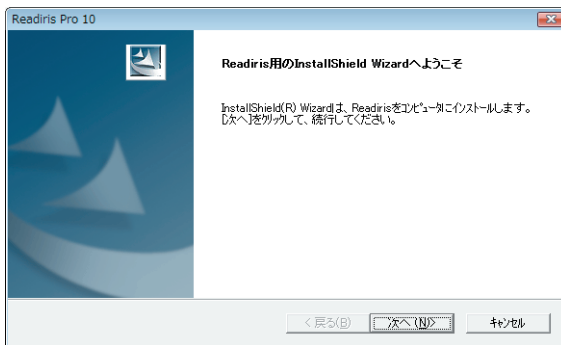 Readiris Pro 10
Readiris用のInstallShield Wizardへようこそ
InstallShield(R) Wizardは、Readirisをコンピュータにインストールします。
[次へ]をクリックして、続行してください。
< 戻る(B) 次へ(N)> キャンセル